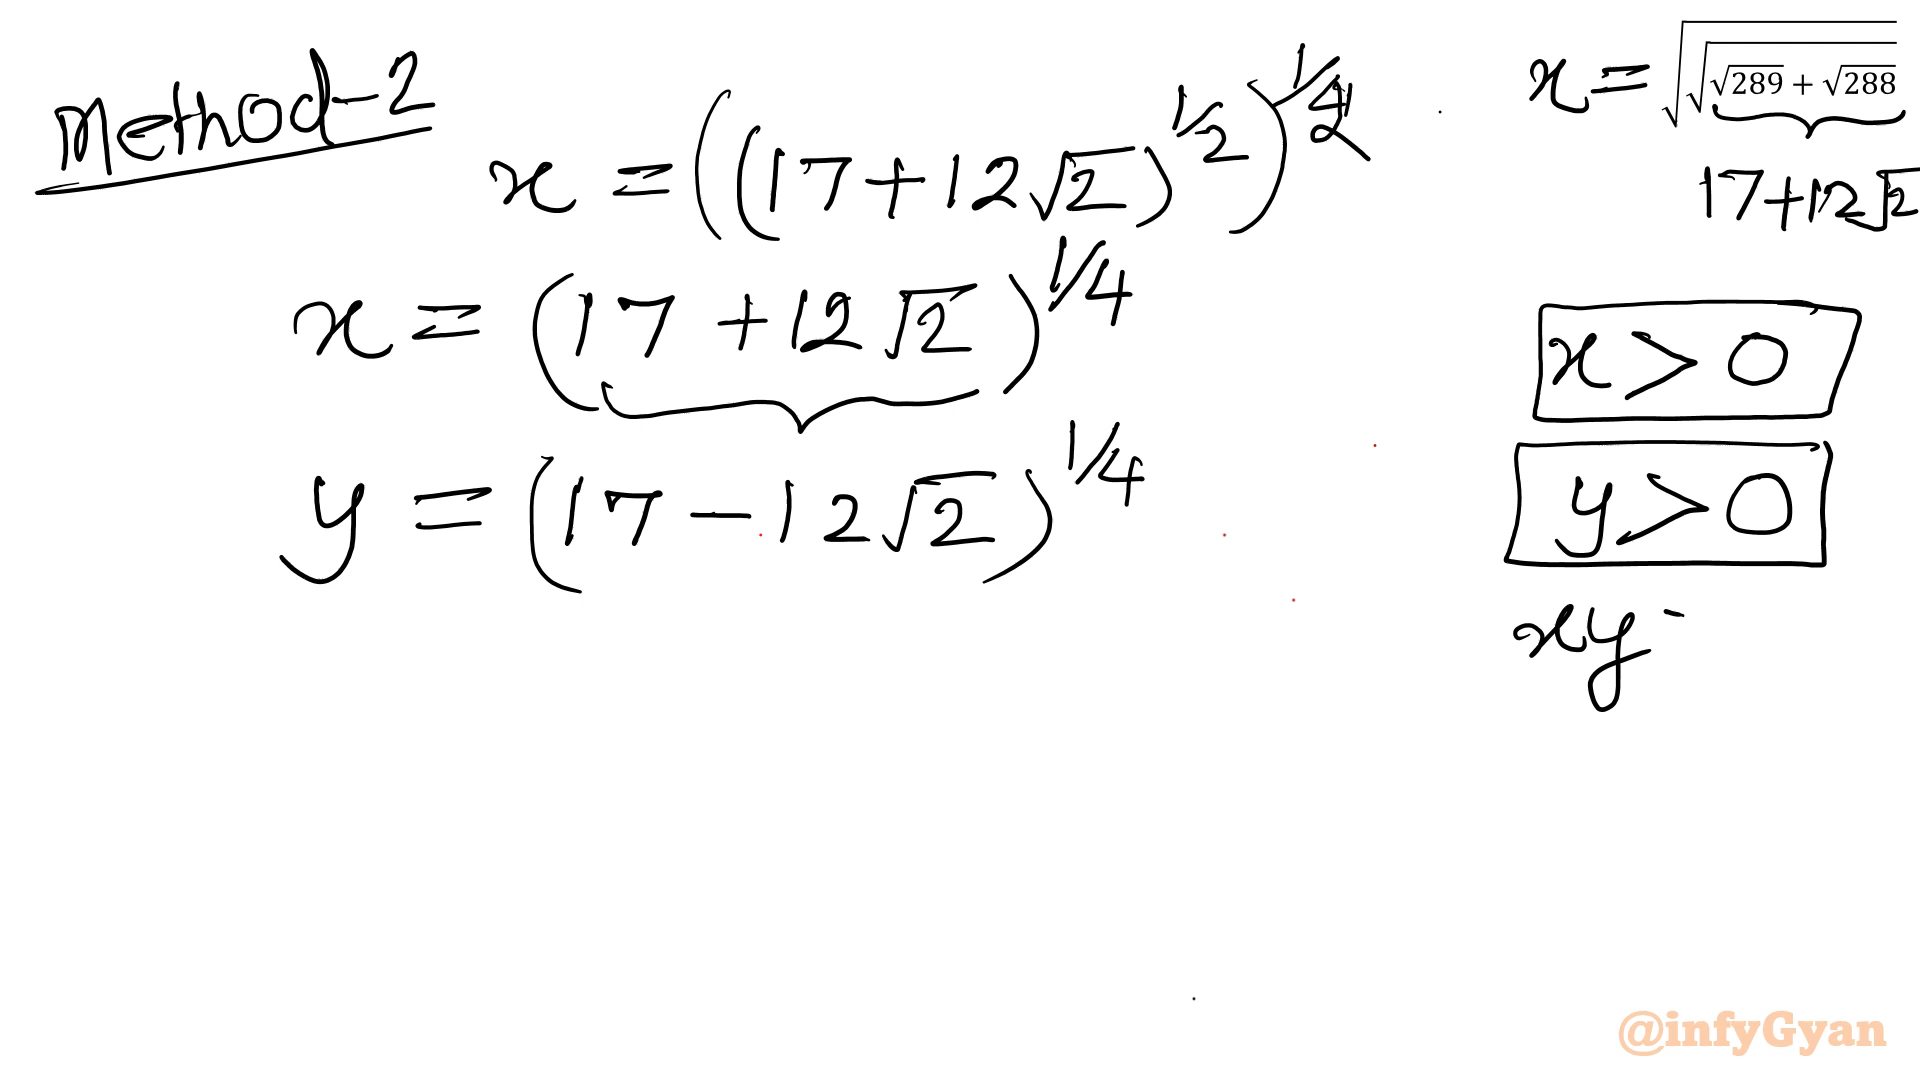 Method-2
x = ((17+12√2)^1/2)^1/2
x = (17+12√2)^1/4
y = (17-12√2)^1/4
x = √√√289 + √288
17+12√2
x > 0
y > 0
xy -
@infyGyan